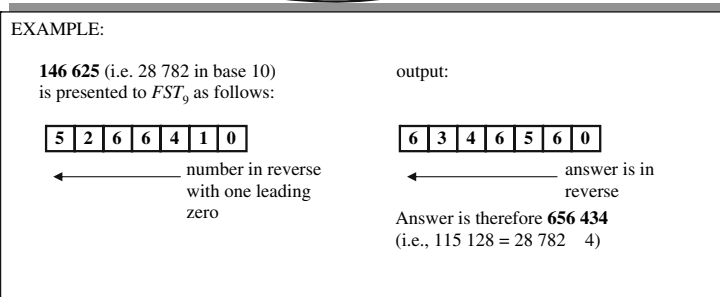 EXAMPLE:
146 625 (i.e. 28 782 in base 10)
is presented to FST9 as follows:
5 2 6 6 4 1 0
number in reverse
with one leading
zero
output:
6 3 4 6 5 6 0
answer is in
reverse
Answer is therefore 656 434
(i.e., 115 128 = 28 782 4)